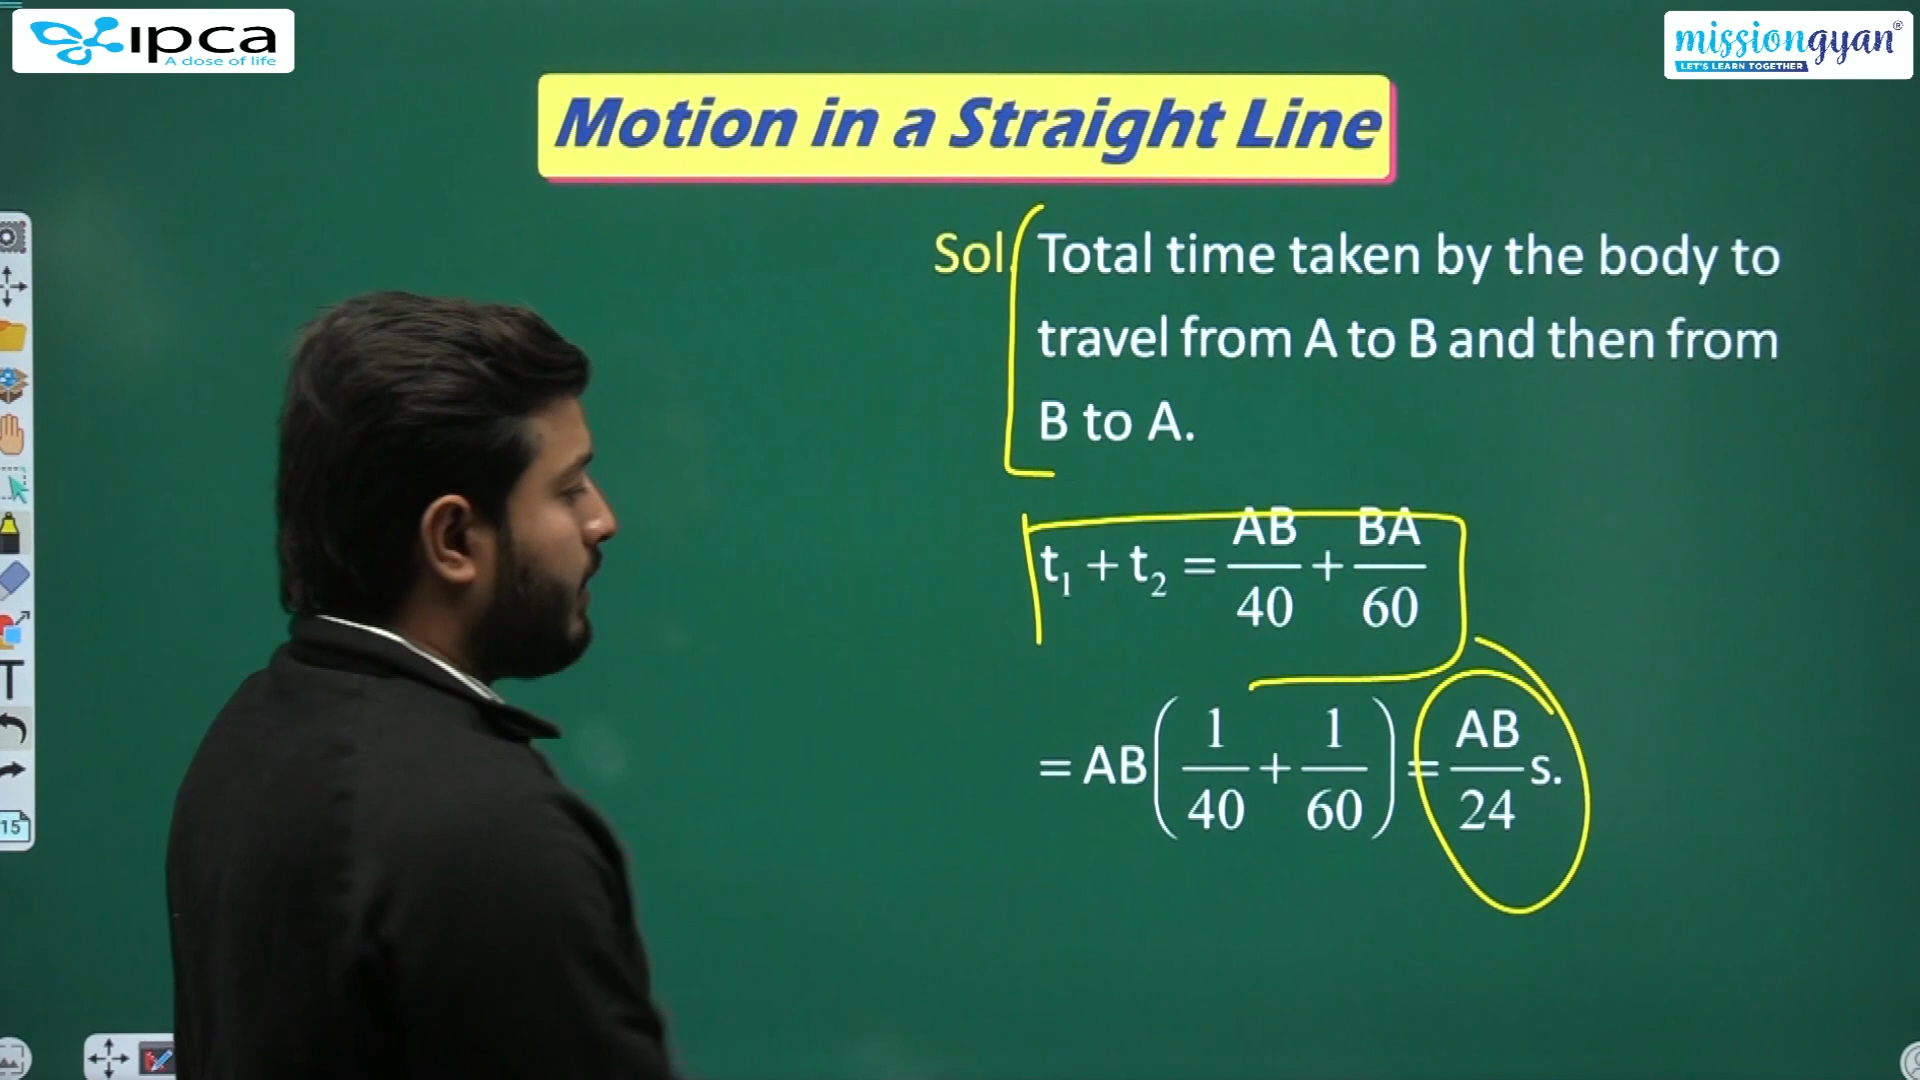 ipca
A dose of life
missiongyan®
LET'S LEARN TOGETHER
Motion in a Straight Line
Sol. Total time taken by the body to
travel from A to B and then from
B to A.
t₁ + t₂ = AB/40 + BA/60
= AB(1/40 + 1/60) = AB/24 s.
T
15